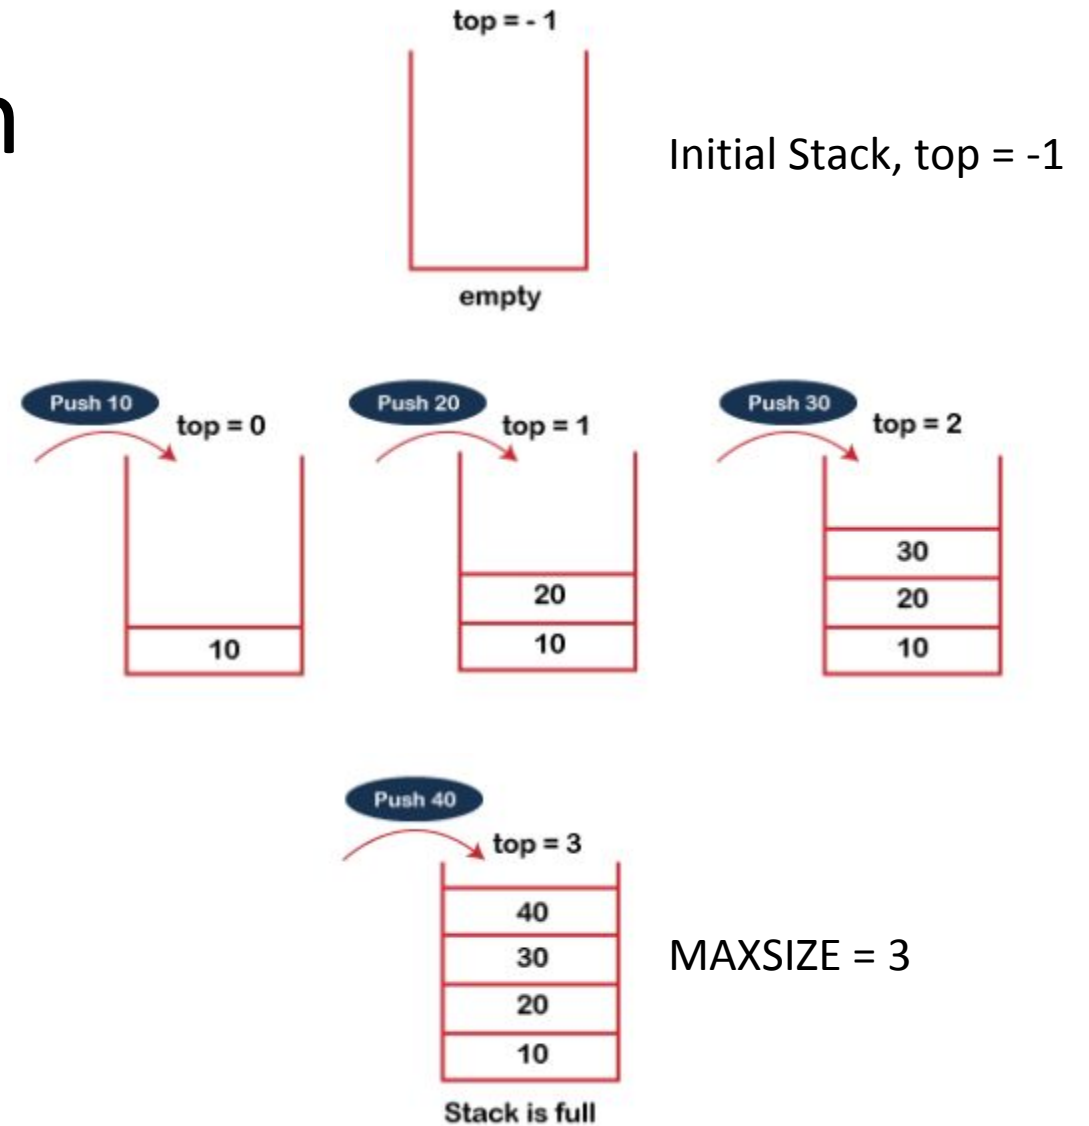 top = - 1
Initial Stack, top = -1
empty
Push 10
top = 0
10
Push 20
top = 1
20
10
Push 30
top = 2
30
20
10
Push 40
top = 3
40
30
20
10
MAXSIZE = 3
Stack is full